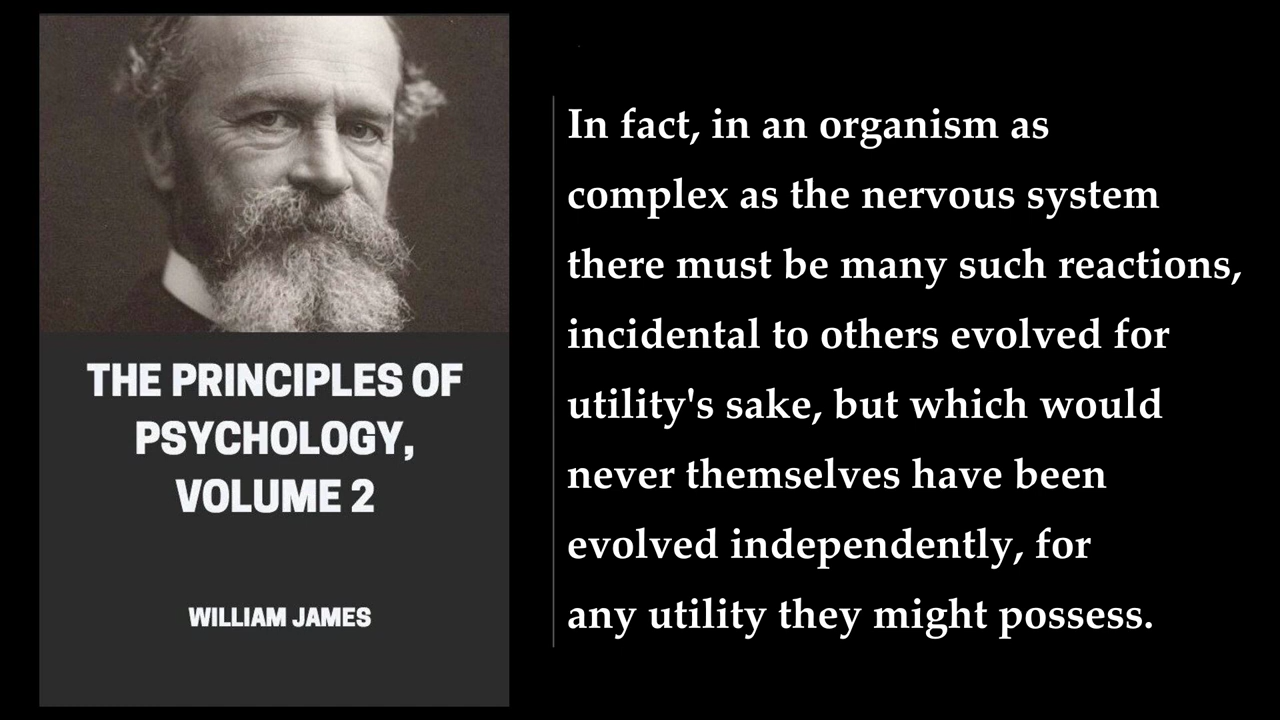 THE PRINCIPLES OF
PSYCHOLOGY,
VOLUME 2
WILLIAM JAMES
In fact, in an organism as
complex as the nervous system
there must be many such reactions,
incidental to others evolved for
utility's sake, but which would
never themselves have been
evolved independently, for
any utility they might possess.